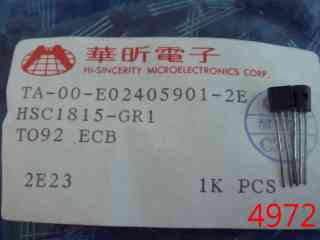 華昕電子
HI-SINCERITY MICROELECTRONICS CORP.
TA-00-E02405901-2E
HSC1815-GR1
TO92 ECB
2E23
1K PCS
4972